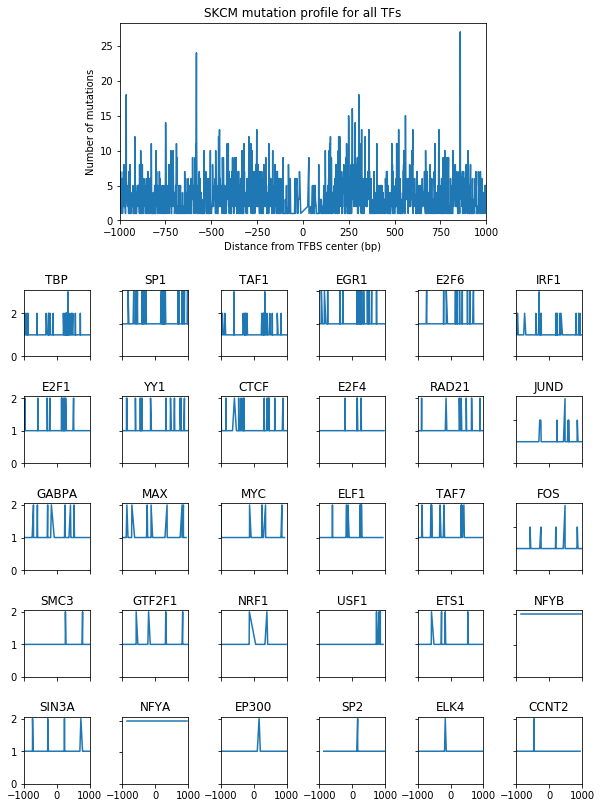 SKCM mutation profile for all TFs
25
20
15
10
5
0
Number of mutations
−1000 −750 −500 −250 0 250 500 750 1000
Distance from TFBS center (bp)
TBP SP1 TAF1 EGR1 E2F6 IRF1
2
0
E2F1 YY1 CTCF E2F4 RAD21 JUND
2
1
0
GABPA MAX MYC ELF1 TAF7 FOS
2
1
0
SMC3 GTF2F1 NRF1 USF1 ETS1 NFYB
2
1
0
SIN3A NFYA EP300 SP2 ELK4 CCNT2
2
1
0
−1000 0 1000 −1000 0 1000 −1000 0 1000 −1000 0 1000 −1000 0 1000 −1000 0 1000